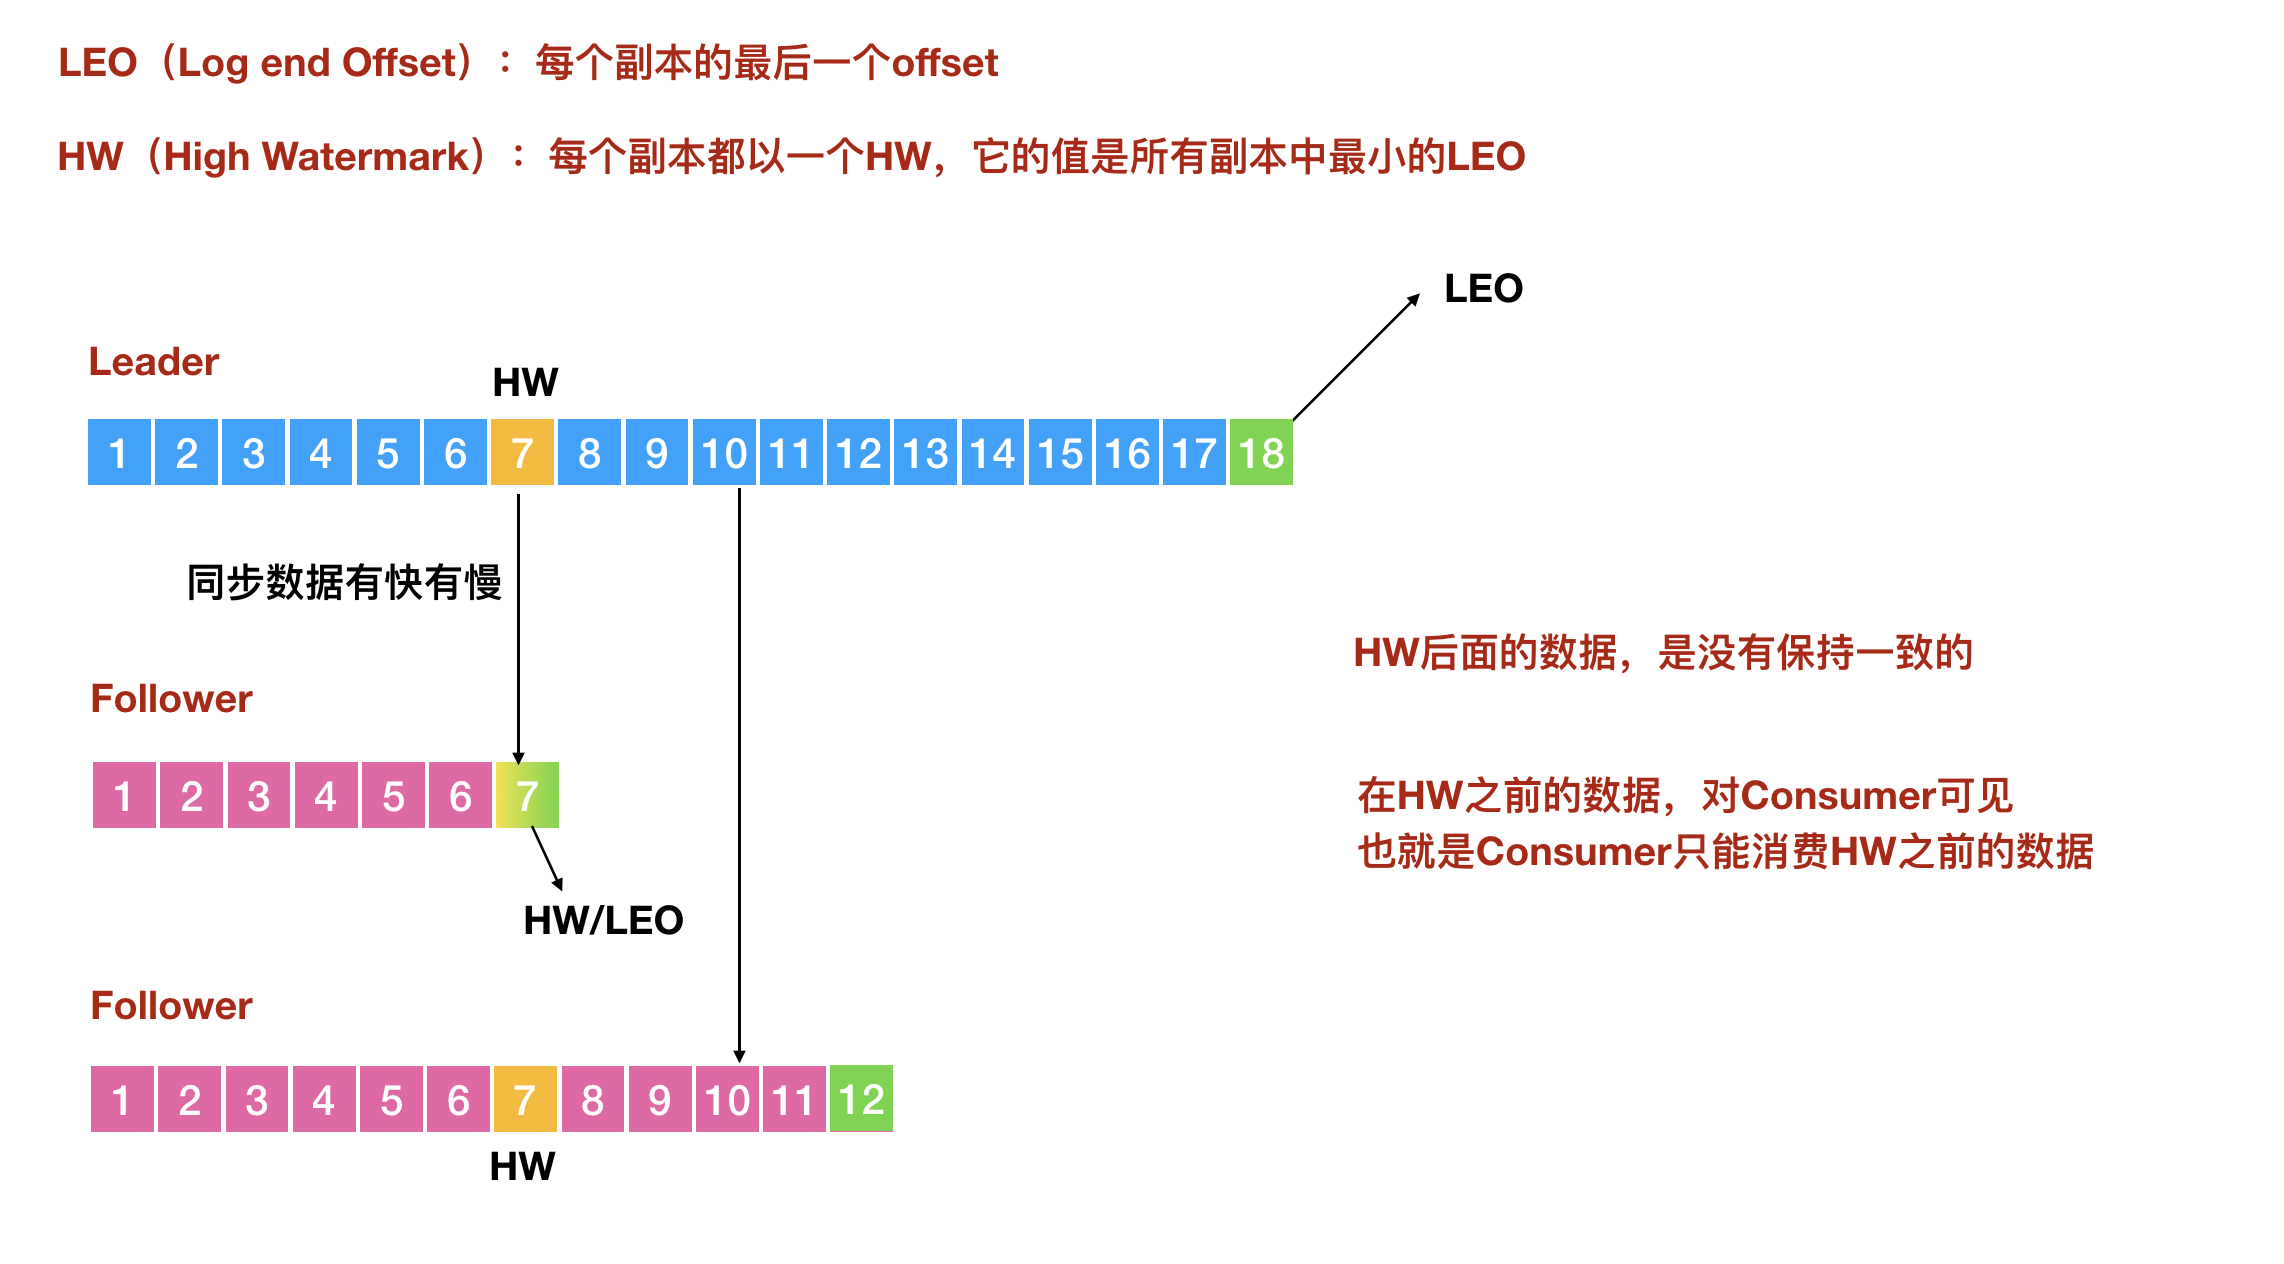 LEO（Log end Offset）：每个副本的最后一个offset
HW（High Watermark）：每个副本都以一个HW，它的值是所有副本中最小的LEO
LEO
Leader
HW
1 2 3 4 5 6 7 8 9 10 11 12 13 14 15 16 17 18
同步数据有快有慢
HW后面的数据，是没有保持一致的
Follower
1 2 3 4 5 6 7
在HW之前的数据，对Consumer可见
也就是Consumer只能消费HW之前的数据
HW/LEO
Follower
1 2 3 4 5 6 7 8 9 10 11 12
HW